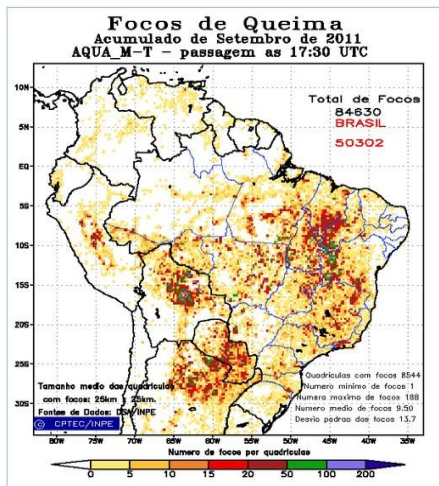 Focos de Queima
Acumulado de Setembro de 2011
AQUA_M-T - passagem as 17:30 UTC
Total de Focos
84630
BRASIL
50302
10N
5N
EQ
5S
10S
15S
20S
25S
30S
Tamanho medio das quadriculas
com focos: 25km x 25km.
Fontes de Dados: DSA/INPE
© CPTEC/INPE
Quadriculas com focos 8544
Numero minimo de focos 1
Numero maximo de focos 188
Numero medio de focos 9.50
Desvio padrao dos focos 13.7
80W 75W 70W 65W 60W 55W 50W 45W 40W 35W
Numero de focos por quadriculas
0 5 10 15 20 50 100 200